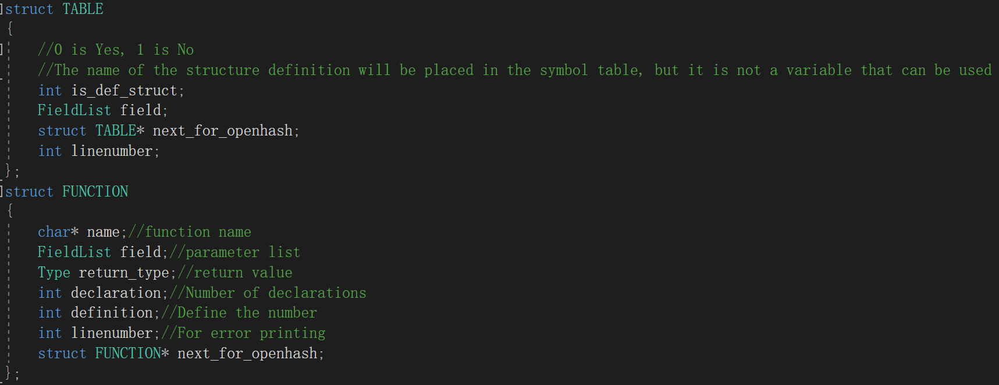 struct TABLE
{
//0 is Yes, 1 is No
//The name of the structure definition will be placed in the symbol table, but it is not a variable that can be used
int is_def_struct;
FieldList field;
struct TABLE* next_for_openhash;
int linenumber;
};
struct FUNCTION
{
char* name;//function name
FieldList field;//parameter list
Type return_type;//return value
int declaration;//Number of declarations
int definition;//Define the number
int linenumber;//For error printing
struct FUNCTION* next_for_openhash;
};